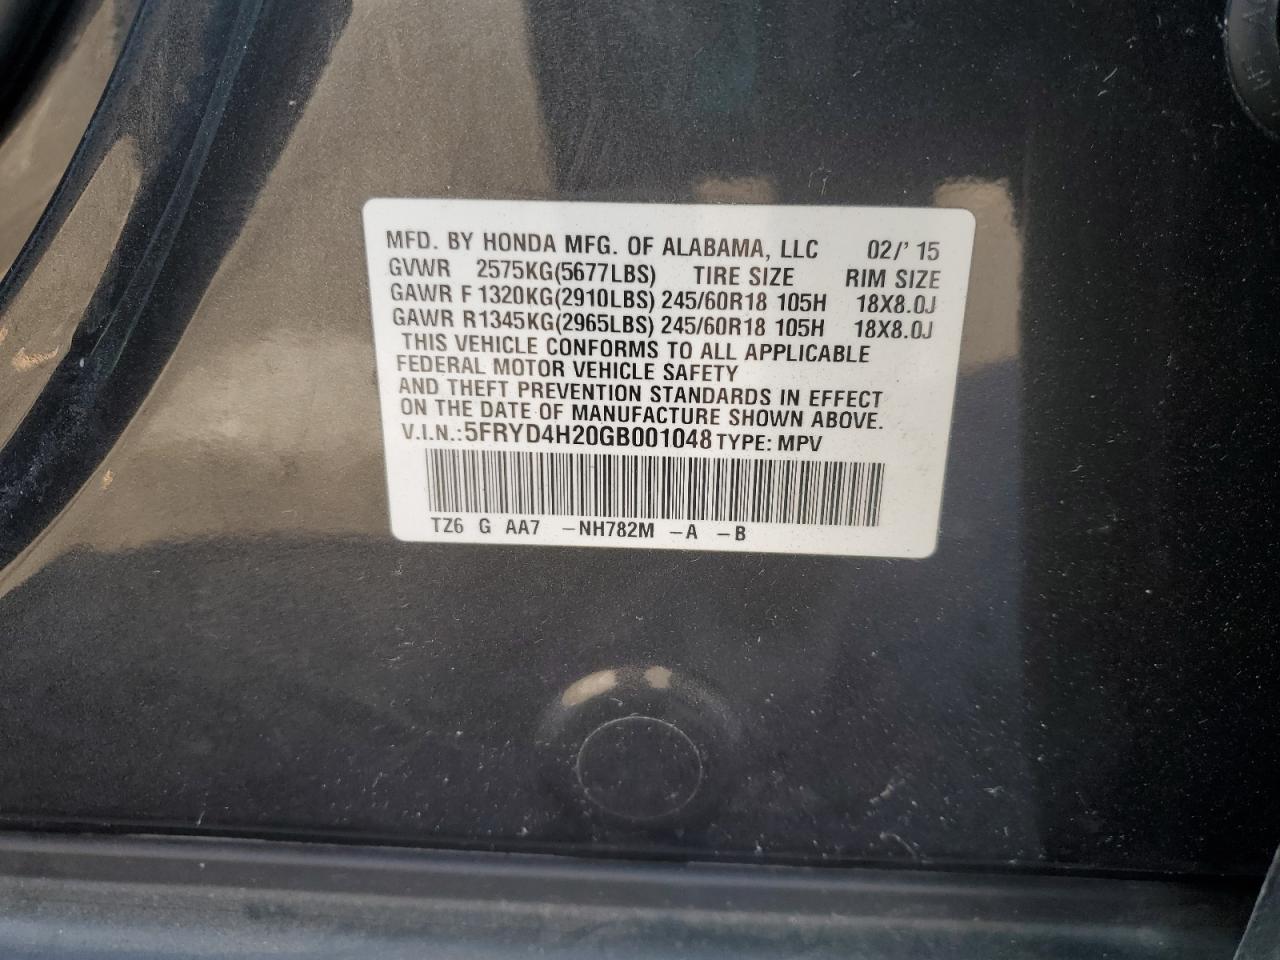 MFD. BY HONDA MFG. OF ALABAMA, LLC 02/' 15
GVWR 2575KG(5677LBS) TIRE SIZE RIM SIZE
GAWR F 1320KG(2910LBS) 245/60R18 105H 18X8.0J
GAWR R1345KG(2965LBS) 245/60R18 105H 18X8.0J
THIS VEHICLE CONFORMS TO ALL APPLICABLE
FEDERAL MOTOR VEHICLE SAFETY
AND THEFT PREVENTION STANDARDS IN EFFECT
ON THE DATE OF MANUFACTURE SHOWN ABOVE.
V.I.N.:5FRYD4H20GB001048 TYPE: MPV
TZ6 G AA7 -NH782M -A -B